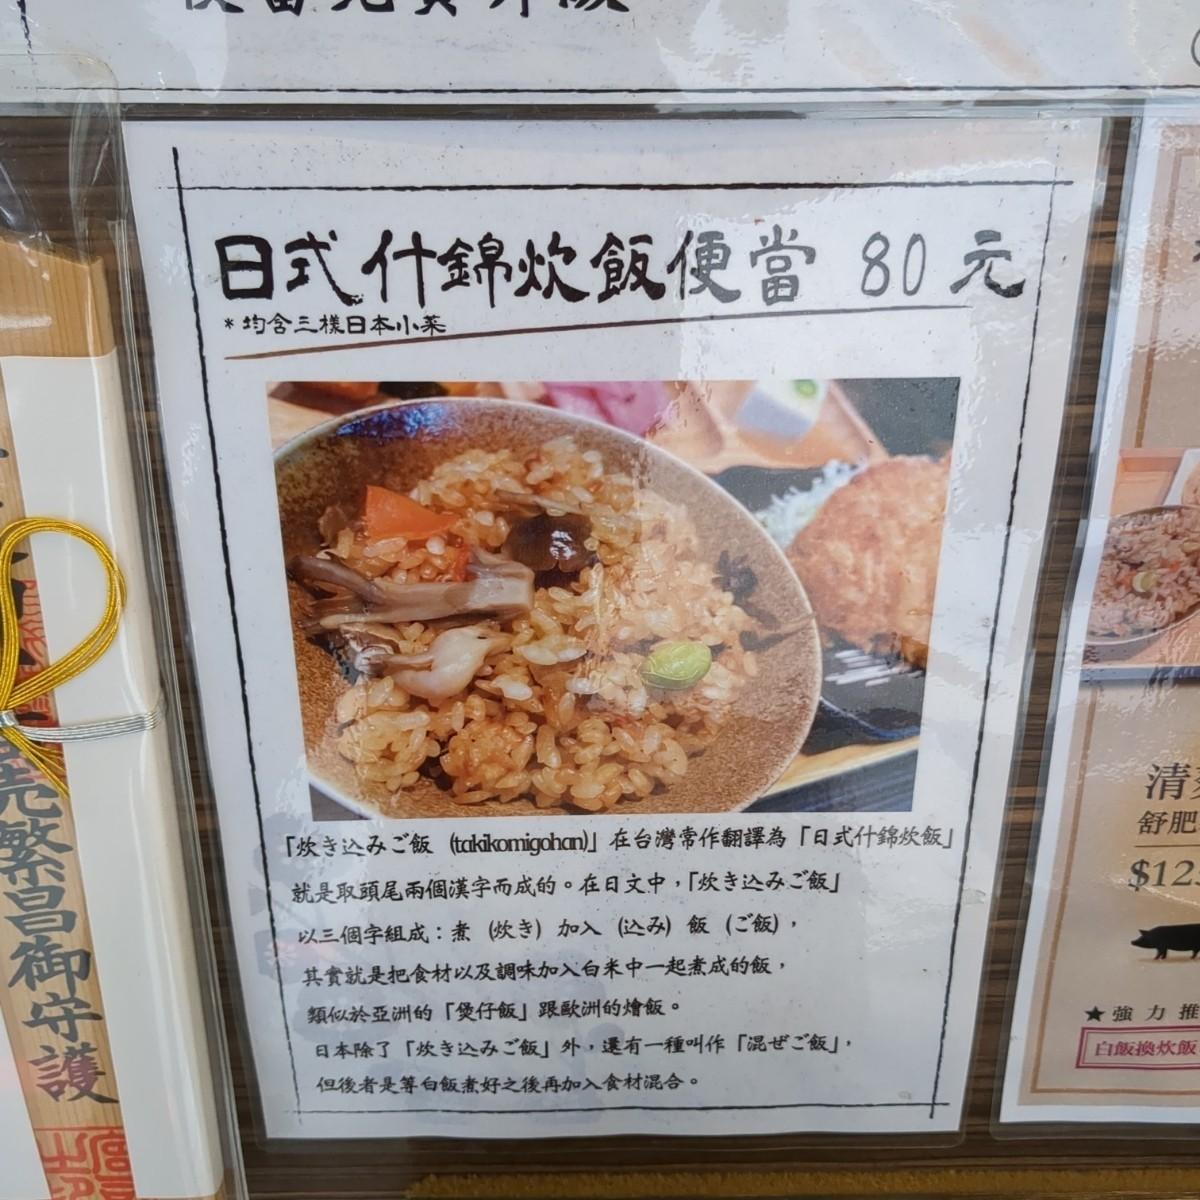 日式什錦炊飯便當 80 元
* 均含三樣日本小菜
「炊き込みご飯 (takikomigohan)」在台灣常作翻譯為「日式什錦炊飯」
就是取頭尾兩個漢字而成的。在日文中，「炊き込みご飯」
以三個字組成：煮 (炊き) 加入 (込み) 飯 (ご飯)，
其實就是把食材以及調味加入白米中一起煮成的飯，
類似於亞洲的「煲仔飯」跟歐洲的燴飯。
日本除了「炊き込みご飯」外，還有一種叫作「混ぜご飯」，
但後者是等白飯煮好之後再加入食材混合。
繁昌御守護
清
舒肥
$12
★強力推
白飯換炊飯